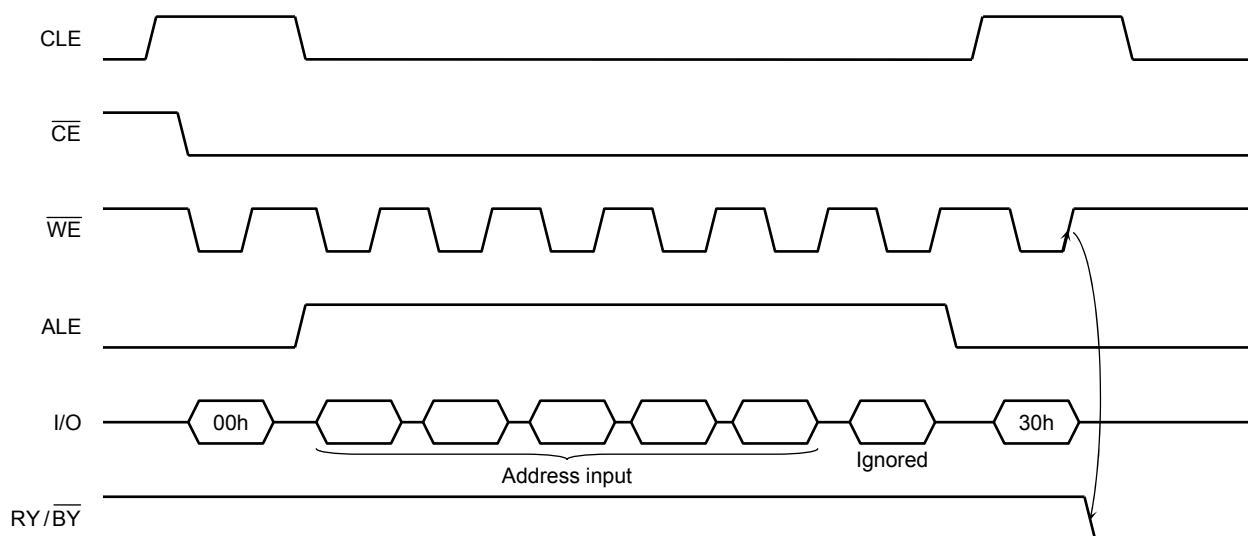 CLE
CE
WE
ALE
I/O 00h 30h
Address input Ignored
RY/BY